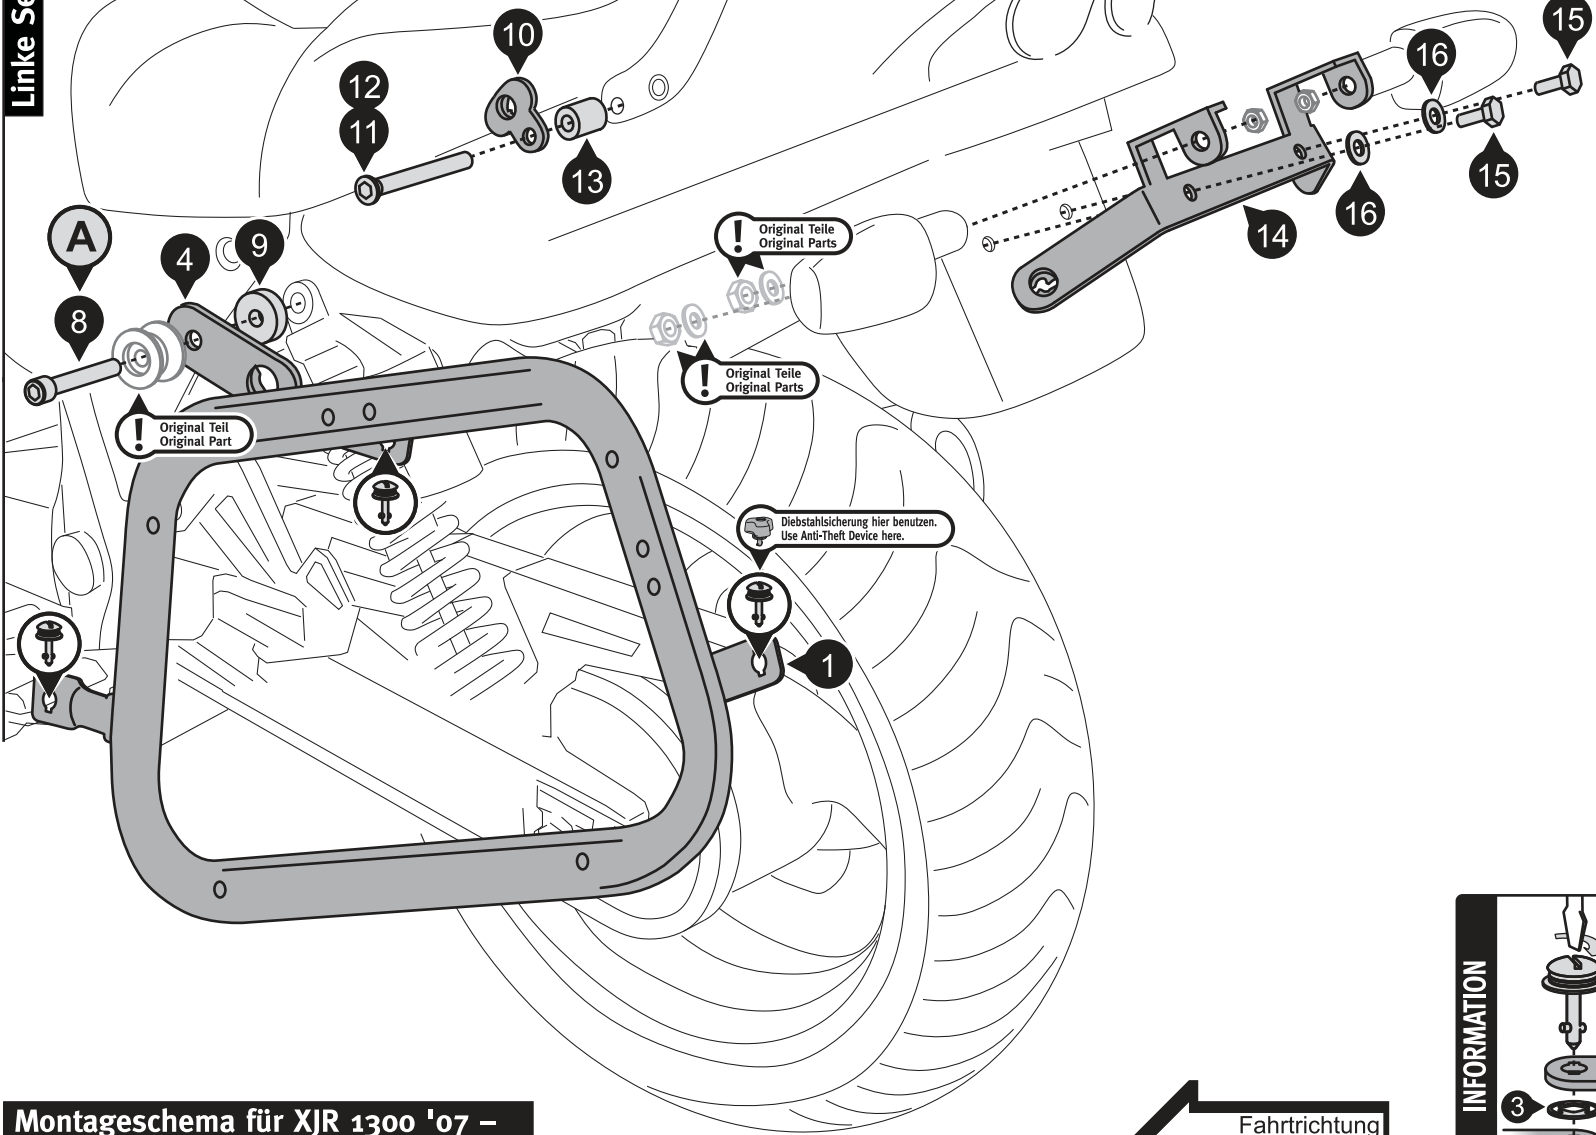 Linke Se
10
15
16
12
11
13
15
A
4
9
16
14
! Original Teile
Original Parts
8
! Original Teile
Original Parts
! Original Teil
Original Part
Diebstahlsicherung hier benutzen.
Use Anti-Theft Device here.
1
INFORMATION
3
Montageschema für XJR 1300 '07 –
Fahrtrichtung